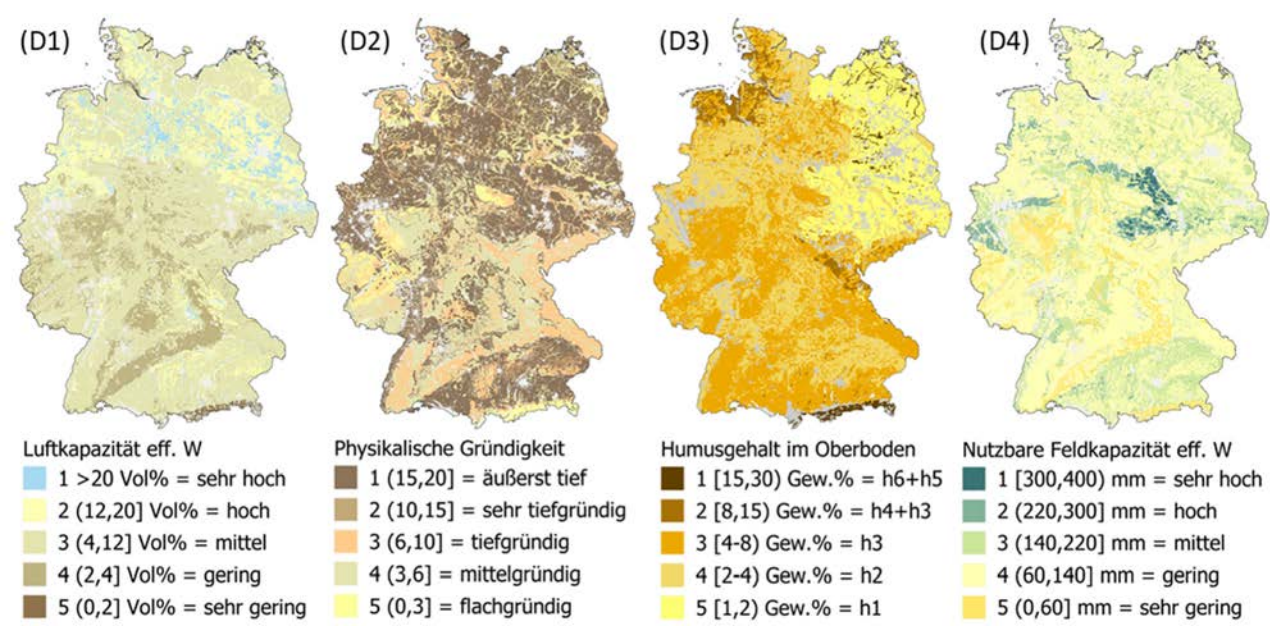 (D1)
(D2)
(D3)
(D4)
Luftkapazität eff. W
1 >20 Vol% = sehr hoch
2 (12,20] Vol% = hoch
3 (4,12] Vol% = mittel
4 (2,4] Vol% = gering
5 (0,2] Vol% = sehr gering
Physikalische Gründigkeit
1 (15,20] = äußerst tief
2 (10,15] = sehr tiefgründig
3 (6,10] = tiefgründig
4 (3,6] = mittelgründig
5 (0,3] = flachgründig
Humusgehalt im Oberboden
1 [15,30) Gew.% = h6+h5
2 [8,15) Gew.% = h4+h3
3 [4-8) Gew.% = h3
4 [2-4) Gew.% = h2
5 [1,2) Gew.% = h1
Nutzbare Feldkapazität eff. W
1 [300,400) mm = sehr hoch
2 (220,300] mm = hoch
3 (140,220] mm = mittel
4 (60,140] mm = gering
5 (0,60] mm = sehr gering